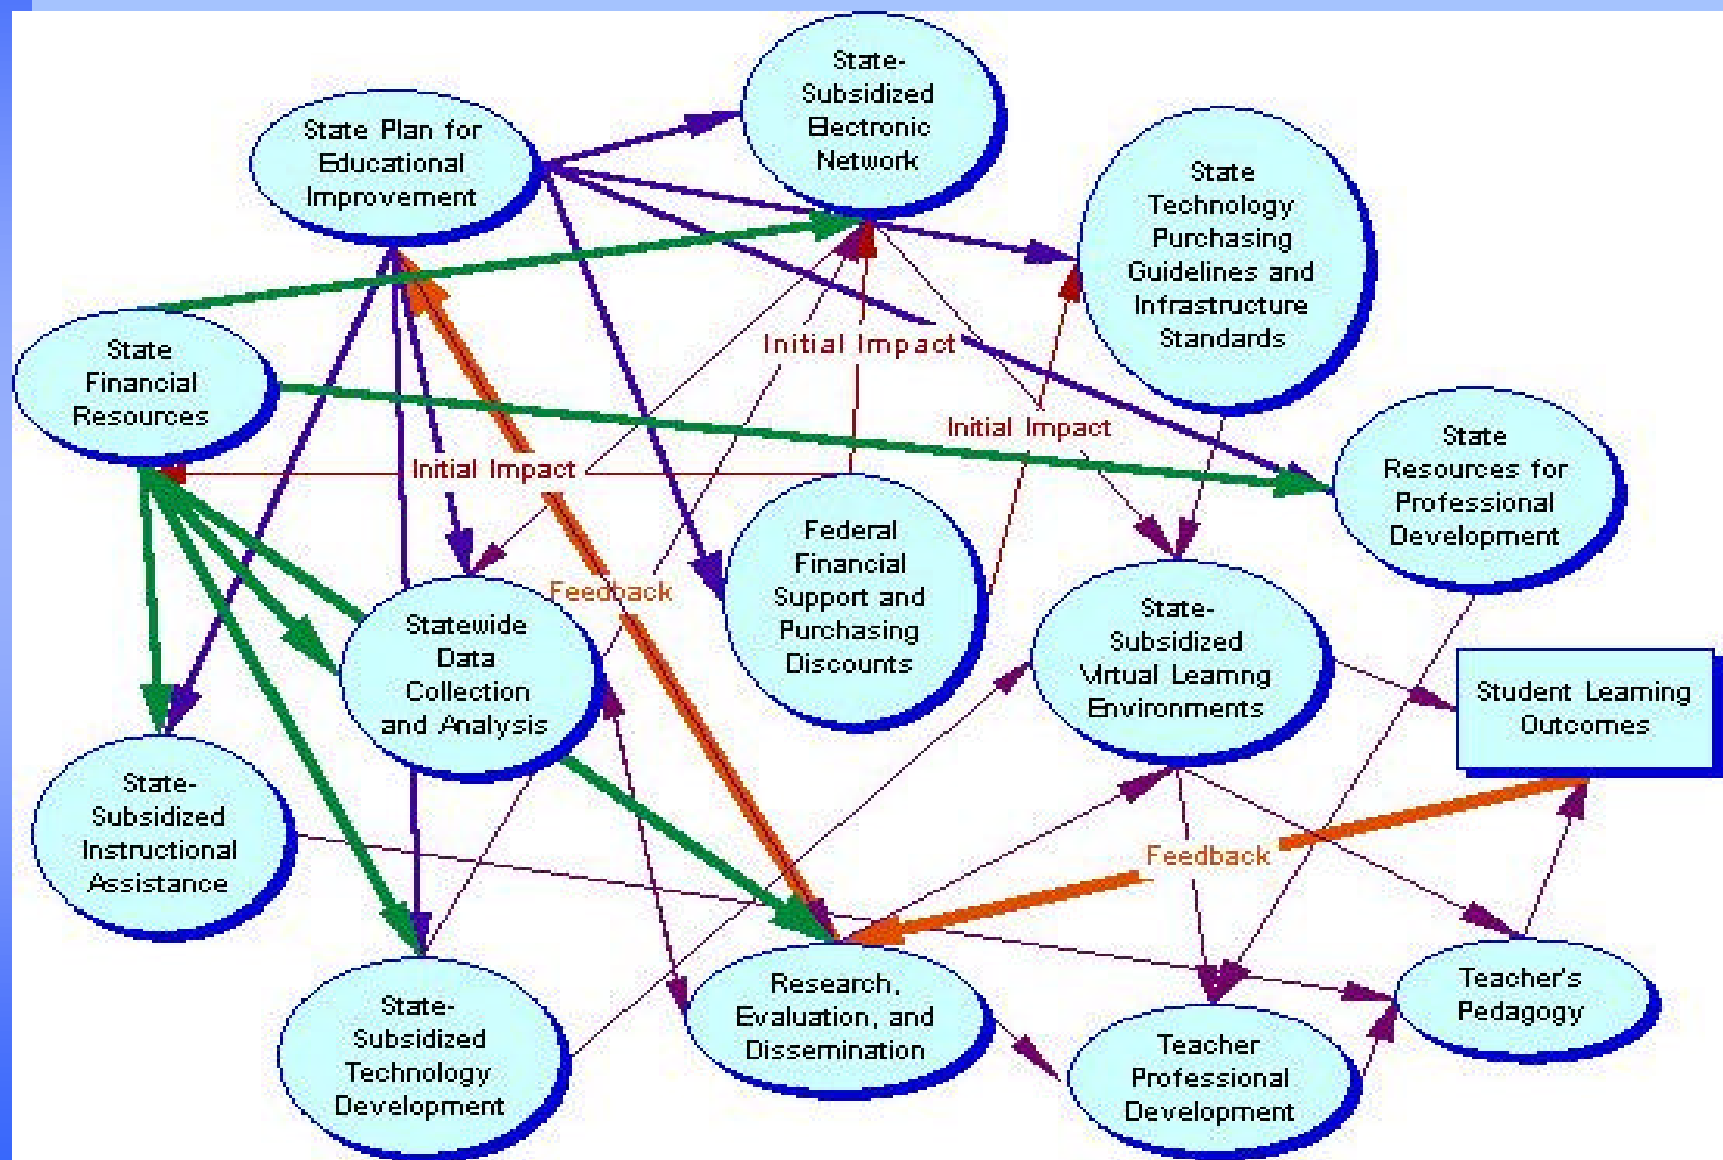 State-
Subsidized
Electronic
Network
State Plan for
Educational
Improvement
State
Technology
Purchasing
Guidelines and
Infrastructure
Standards
State
Financial
Resources
Initial Impact
Initial Impact
Initial Impact
State
Resources for
Professional
Development
Federal
Financial
Support and
Purchasing
Discounts
Feedback
Statewide
Data
Collection
and Analysis
State-
Subsidized
Virtual Learnng
Environments
Student Learning
Outcomes
State-
Subsidized
Instructional
Assistance
Feedback
State-
Subsidized
Technology
Development
Research,
Evaluation, and
Dissemination
Teacher
Professional
Development
Teacher's
Pedagogy